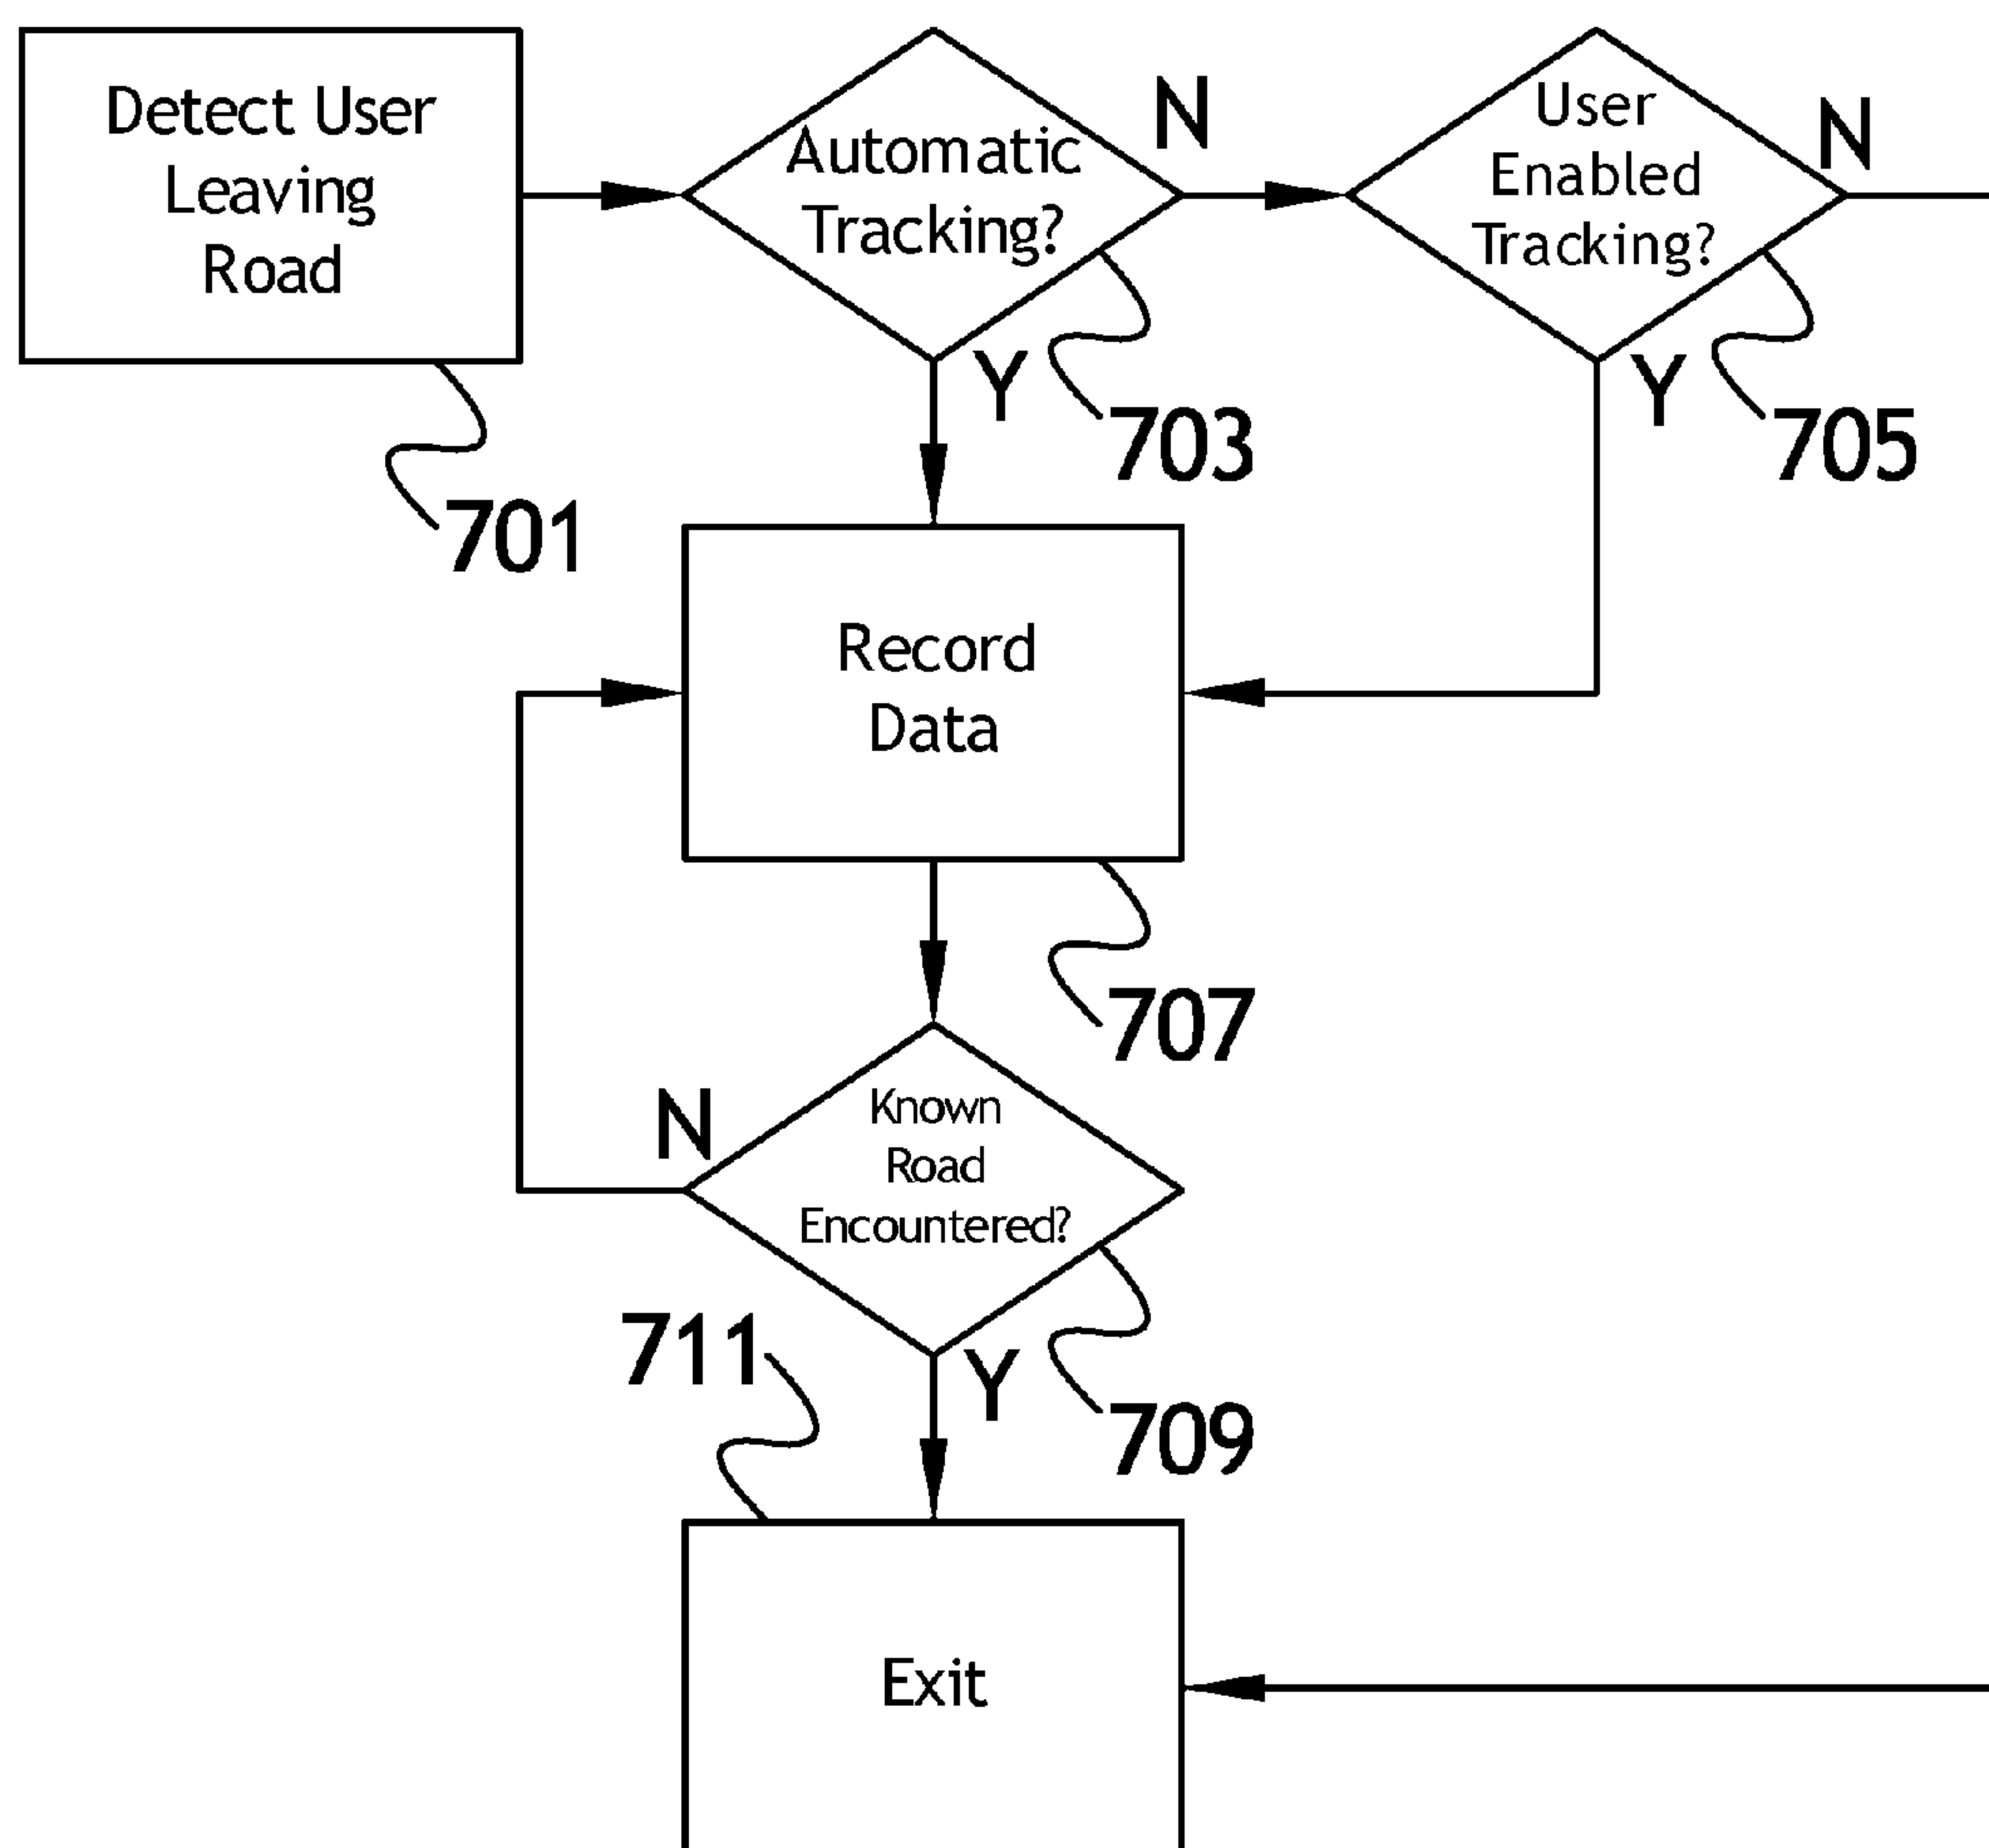 Detect User
Leaving
Road
701
Automatic
Tracking?
N
Y
703
User
Enabled
Tracking?
N
Y
705
Record
Data
707
Known
Road
Encountered?
N
Y
709
711
Exit